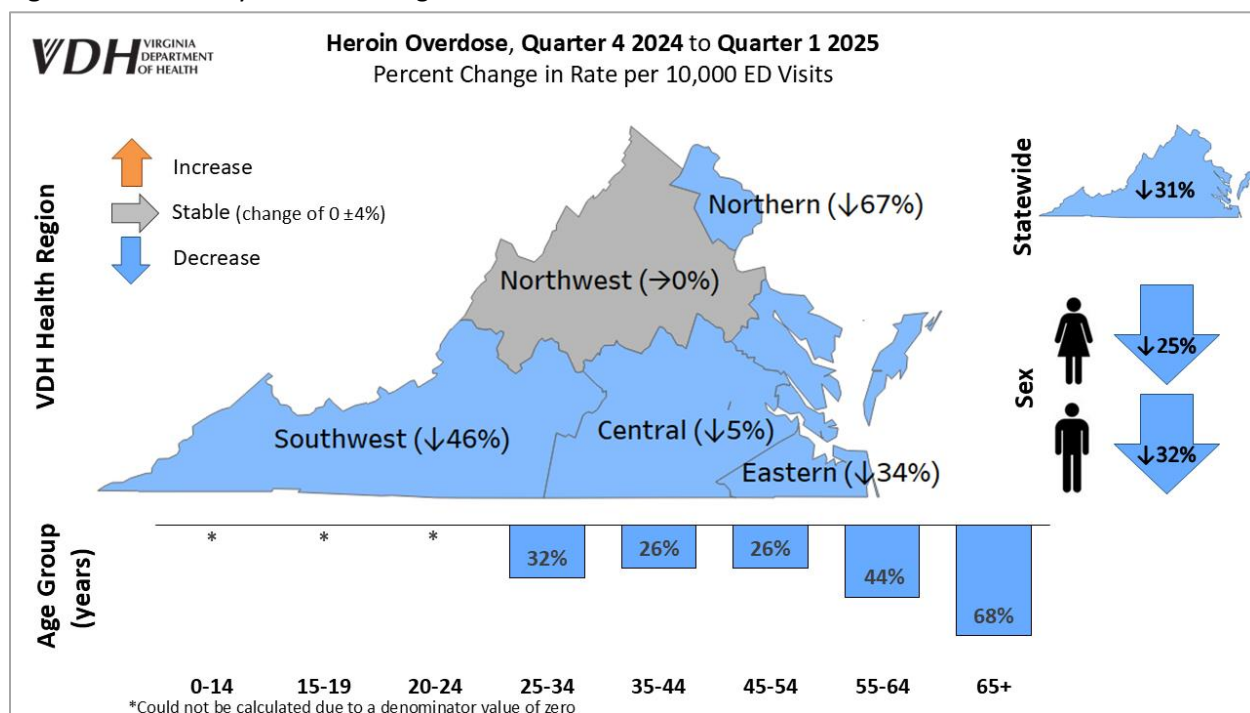 VDH VIRGINIA
DEPARTMENT
OF HEALTH
Heroin Overdose, Quarter 4 2024 to Quarter 1 2025
Percent Change in Rate per 10,000 ED Visits
VDH Health Region
Increase
Stable (change of 0 ±4%)
Decrease
Northern (↓67%)
Northwest (→0%)
Southwest (↓46%)
Central (↓5%)
Eastern (↓34%)
Statewide
↓31%
Sex
↓25%
↓32%
Age Group
(years)
* * * 32% 26% 26% 44% 68%
0-14 15-19 20-24 25-34 35-44 45-54 55-64 65+
*Could not be calculated due to a denominator value of zero